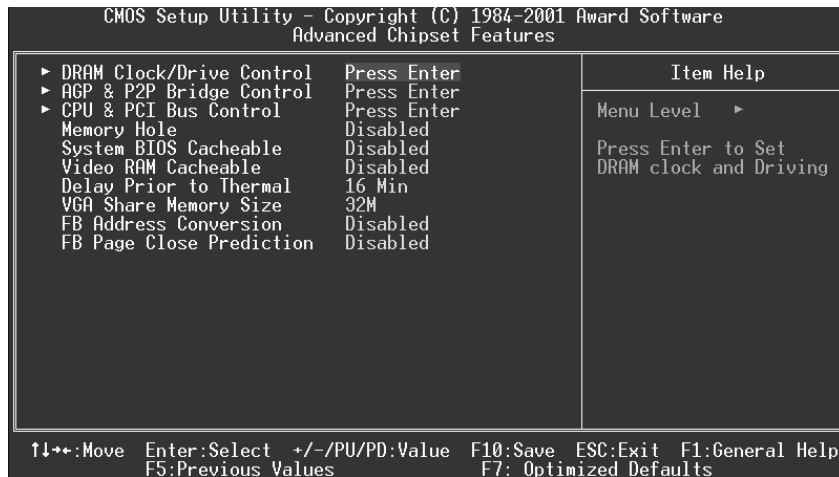 CMOS Setup Utility - Copyright (C) 1984-2001 Award Software
Advanced Chipset Features
► DRAM Clock/Drive Control Press Enter
► AGP & P2P Bridge Control Press Enter
► CPU & PCI Bus Control Press Enter
Memory Hole Disabled
System BIOS Cacheable Disabled
Video RAM Cacheable Disabled
Delay Prior to Thermal 16 Min
VGA Share Memory Size 32M
FB Address Conversion Disabled
FB Page Close Prediction Disabled
Item Help
Menu Level ►
Press Enter to Set
DRAM clock and Driving
↑↓→←:Move Enter:Select +/-/PU/PD:Value F10:Save ESC:Exit F1:General Help
F5:Previous Values F7: Optimized Defaults